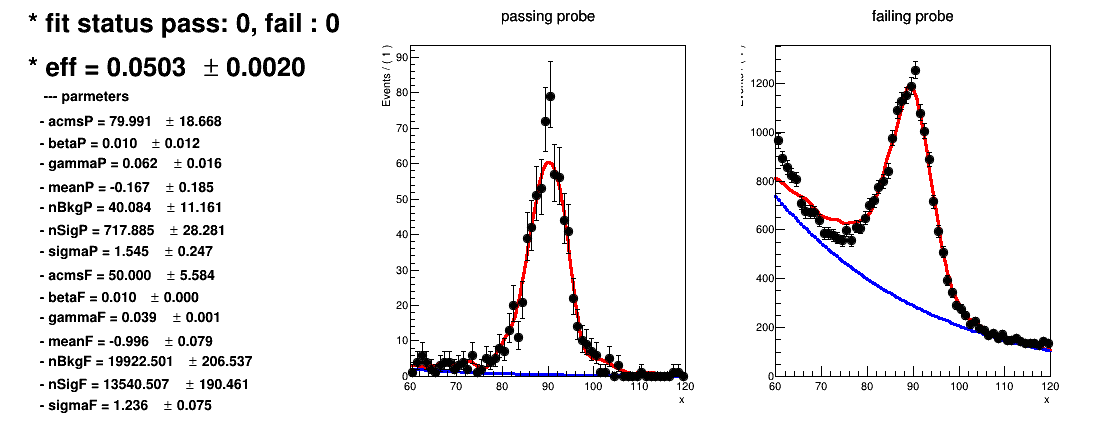 * fit status pass: 0, fail : 0
* eff = 0.0503 ± 0.0020
--- parmeters
- acmsP = 79.991 ± 18.668
- betaP = 0.010 ± 0.012
- gammaP = 0.062 ± 0.016
- meanP = -0.167 ± 0.185
- nBkgP = 40.084 ± 11.161
- nSigP = 717.885 ± 28.281
- sigmaP = 1.545 ± 0.247
- acmsF = 50.000 ± 5.584
- betaF = 0.010 ± 0.000
- gammaF = 0.039 ± 0.001
- meanF = -0.996 ± 0.079
- nBkgF = 19922.501 ± 206.537
- nSigF = 13540.507 ± 190.461
- sigmaF = 1.236 ± 0.075
passing probe
Events / ( 1 )
90
80
70
60
50
40
30
20
10
0
60 70 80 90 100 110 120
x
failing probe
1200
1000
800
600
400
200
0
60 70 80 90 100 110 120
x